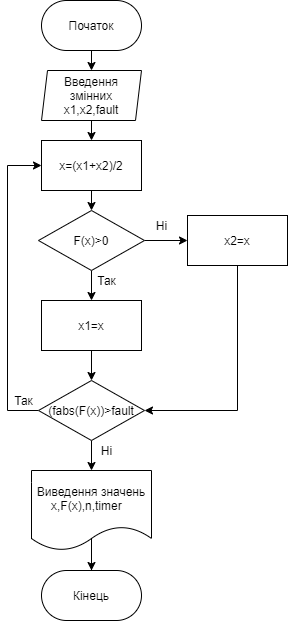 Початок
Введення
змінних
x1,x2,fault
x=(x1+x2)/2
F(x)>0
Ні
x2=x
Так
x1=x
Так
(fabs(F(x))>fault
Ні
Виведення значень
x,F(x),n,timer
Кінець